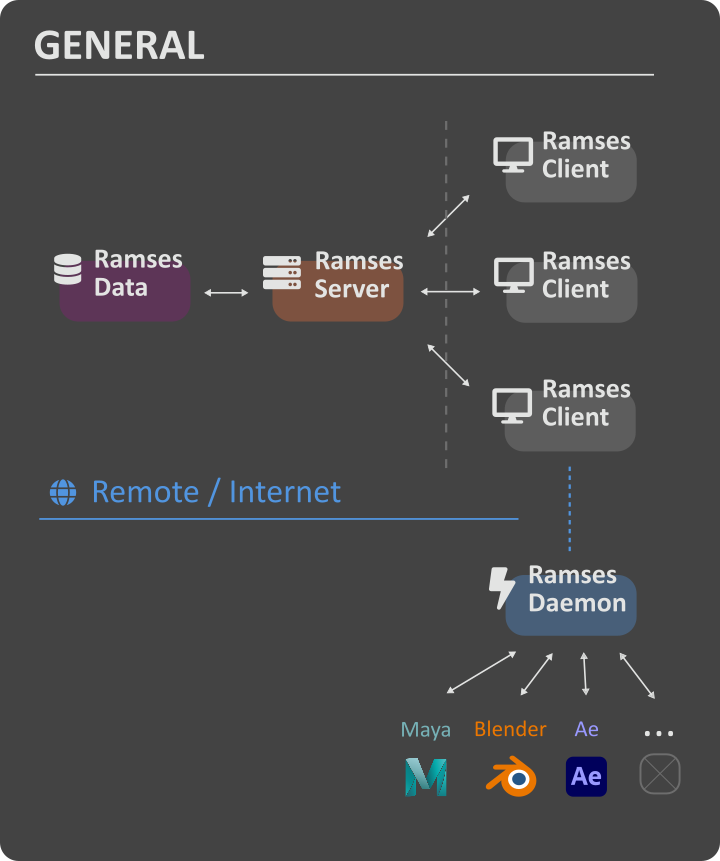 GENERAL
Ramses
Client
Ramses
Data
Ramses
Server
Ramses
Client
Ramses
Client
Remote / Internet
Ramses
Daemon
Maya
Blender
Ae
...
Ae